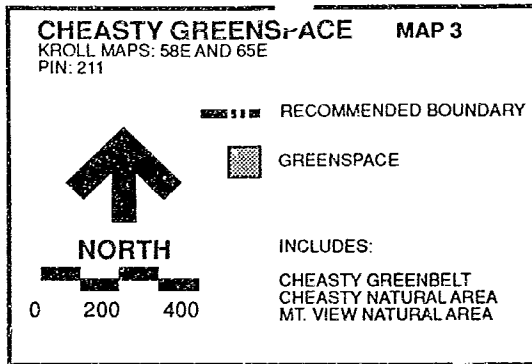 CHEASTY GREENSPACE MAP 3
KROLL MAPS: 58E AND 65E
PIN: 211
RECOMMENDED BOUNDARY
GREENSPACE
NORTH
0 200 400
INCLUDES:
CHEASTY GREENBELT
CHEASTY NATURAL AREA
MT. VIEW NATURAL AREA